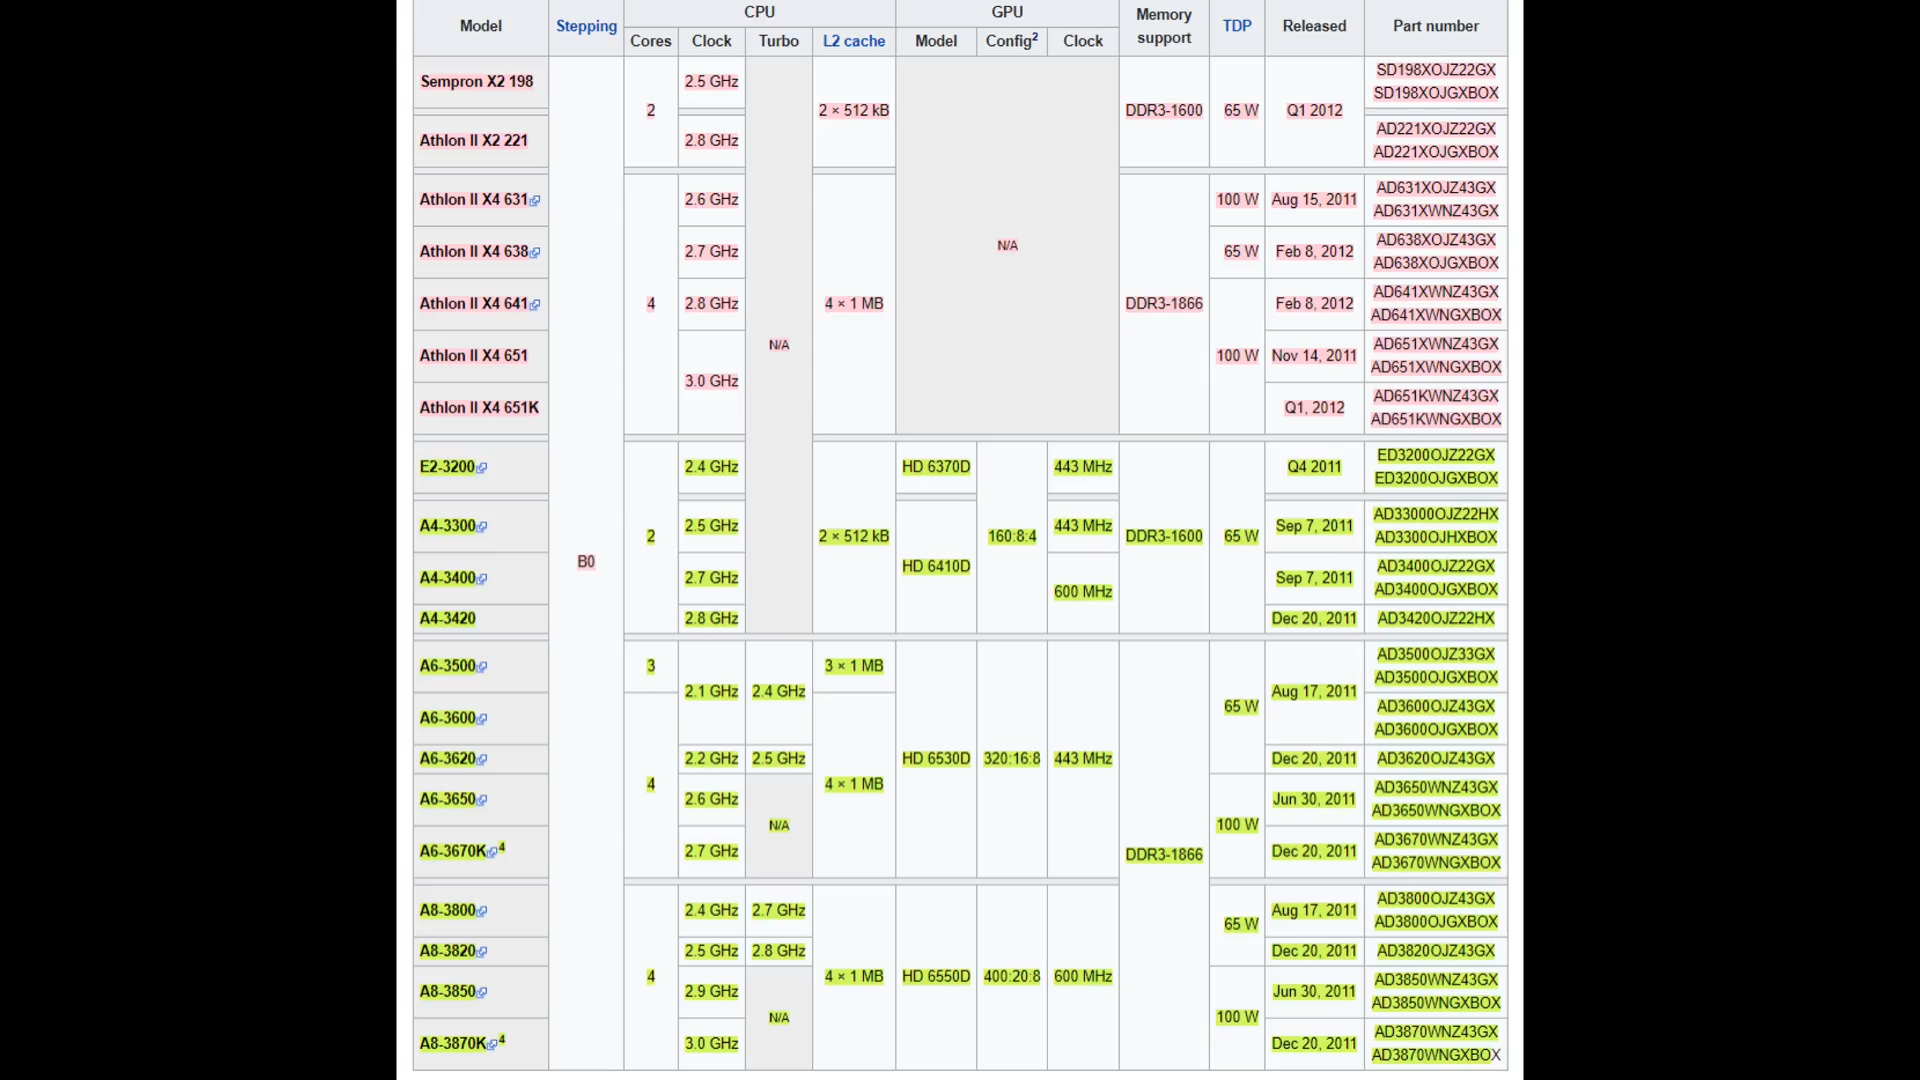 Model Stepping CPU GPU Memory support TDP Released Part number
Cores Clock Turbo L2 cache Model Config2 Clock
Sempron X2 198 B0 2 2.5 GHz N/A 2 × 512 kB N/A DDR3-1600 65 W Q1 2012 SD198XOJZ22GX
SD198XOJGXBOX
Athlon II X2 221 2.8 GHz AD221XOJZ22GX
AD221XOJGXBOX
Athlon II X4 631 4 2.6 GHz 4 × 1 MB DDR3-1866 100 W Aug 15, 2011 AD631XOJZ43GX
AD631XWNZ43GX
Athlon II X4 638 2.7 GHz 65 W Feb 8, 2012 AD638XOJZ43GX
AD638XOJGXBOX
Athlon II X4 641 2.8 GHz 100 W Feb 8, 2012 AD641XWNZ43GX
AD641XWNGXBOX
Athlon II X4 651 3.0 GHz Nov 14, 2011 AD651XWNZ43GX
AD651XWNGXBOX
Athlon II X4 651K Q1, 2012 AD651KWNZ43GX
AD651KWNGXBOX
E2-3200 2 2.4 GHz 2 × 512 kB HD 6370D 160:8:4 443 MHz DDR3-1600 65 W Q4 2011 ED3200OJZ22GX
ED3200OJGXBOX
A4-3300 2.5 GHz HD 6410D 443 MHz Sep 7, 2011 AD33000OJZ22HX
AD3300OJHXBOX
A4-3400 2.7 GHz 600 MHz Sep 7, 2011 AD3400OJZ22GX
AD3400OJGXBOX
A4-3420 2.8 GHz Dec 20, 2011 AD3420OJZ22HX
A6-3500 3 2.1 GHz 2.4 GHz 3 × 1 MB HD 6530D 320:16:8 443 MHz DDR3-1866 65 W Aug 17, 2011 AD3500OJZ33GX
AD3500OJGXBOX
A6-3600 4 4 × 1 MB AD3600OJZ43GX
AD3600OJGXBOX
A6-3620 2.2 GHz 2.5 GHz Dec 20, 2011 AD3620OJZ43GX
A6-3650 2.6 GHz N/A 100 W Jun 30, 2011 AD3650WNZ43GX
AD3650WNGXBOX
A6-3670K4 2.7 GHz Dec 20, 2011 AD3670WNZ43GX
AD3670WNGXBOX
A8-3800 4 2.4 GHz 2.7 GHz 4 × 1 MB HD 6550D 400:20:8 600 MHz 65 W Aug 17, 2011 AD3800OJZ43GX
AD3800OJGXBOX
A8-3820 2.5 GHz 2.8 GHz Dec 20, 2011 AD3820OJZ43GX
A8-3850 2.9 GHz N/A 100 W Jun 30, 2011 AD3850WNZ43GX
AD3850WNGXBOX
A8-3870K4 3.0 GHz Dec 20, 2011 AD3870WNZ43GX
AD3870WNGXBOX